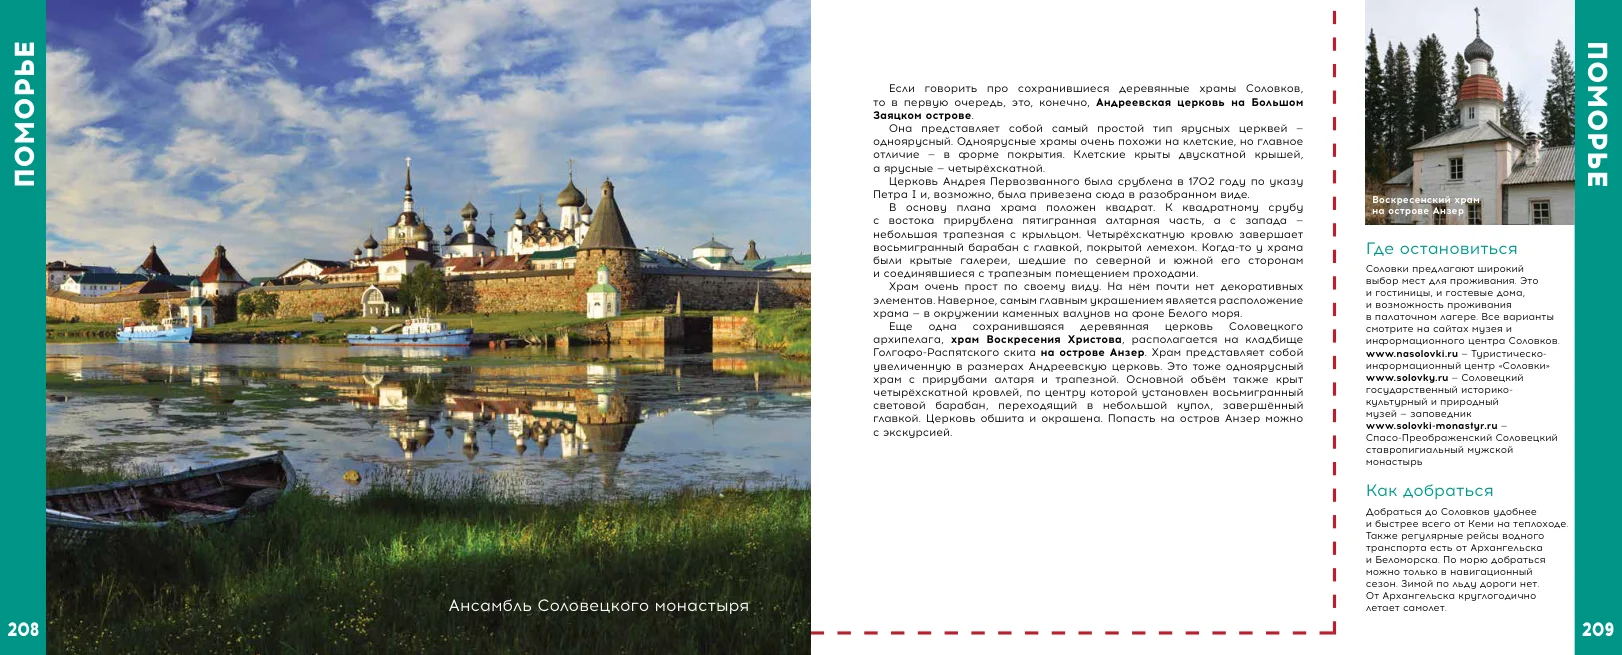 ПОМОРЬЕ
Ансамбль Соловецкого монастыря
208
Если говорить про сохранившиеся деревянные храмы Соловков,
то в первую очередь, это, конечно, Андреевская церковь на Большом
Заяцком острове.
Она представляет собой самый простой тип ярусных церквей –
одноярусный. Одноярусные храмы очень похожи на клетские, но главное
отличие – в форме покрытия. Клетские крыты двускатной крышей,
а ярусные – четырёхскатной.
Церковь Андрея Первозванного была срублена в 1702 году по указу
Петра I и, возможно, была привезена сюда в разобранном виде.
В основу плана храма положен квадрат. К квадратному срубу
с востока прирублена пятигранная алтарная часть, а с запада –
небольшая трапезная с крыльцом. Четырёхскатную кровлю завершает
восьмигранный барабан с главкой, покрытой лемехом. Когда-то у храма
были крытые галереи, шедшие по северной и южной его сторонам
и соединявшиеся с трапезным помещением проходами.
Храм очень прост по своему виду. На нём почти нет декоративных
элементов. Наверное, самым главным украшением является расположение
храма – в окружении каменных валунов на фоне Белого моря.
Еще одна сохранившаяся деревянная церковь Соловецкого
архипелага, храм Воскресения Христова, располагается на кладбище
Голгофо-Распятского скита на острове Анзер. Храм представляет собой
увеличенную в размерах Андреевскую церковь. Это тоже одноярусный
храм с прирубами алтаря и трапезной. Основной объём также крыт
четырёхскатной кровлей, по центру которой установлен восьмигранный
световой барабан, переходящий в небольшой купол, завершённый
главкой. Церковь обшита и окрашена. Попасть на остров Анзер можно
с экскурсией.
Воскресенский храм
на острове Анзер
Где остановиться
Соловки предлагают широкий
выбор мест для проживания. Это
и гостиницы, и гостевые дома,
и возможность проживания
в палаточном лагере. Все варианты
смотрите на сайтах музея и
информационного центра Соловков.
www.nasolovki.ru – Туристическо-
информационный центр «Соловки»
www.solovky.ru – Соловецкий
государственный историко-
культурный и природный
музей – заповедник
www.solovki-monastyr.ru –
Спасо-Преображенский Соловецкий
ставропигиальный мужской
монастырь
Как добраться
Добраться до Соловков удобнее
и быстрее всего от Кеми на теплоходе.
Также регулярные рейсы водного
транспорта есть от Архангельска
и Беломорска. По морю добраться
можно только в навигационный
сезон. Зимой по льду дороги нет.
От Архангельска круглогодично
летает самолет.
ПОМОРЬЕ
209